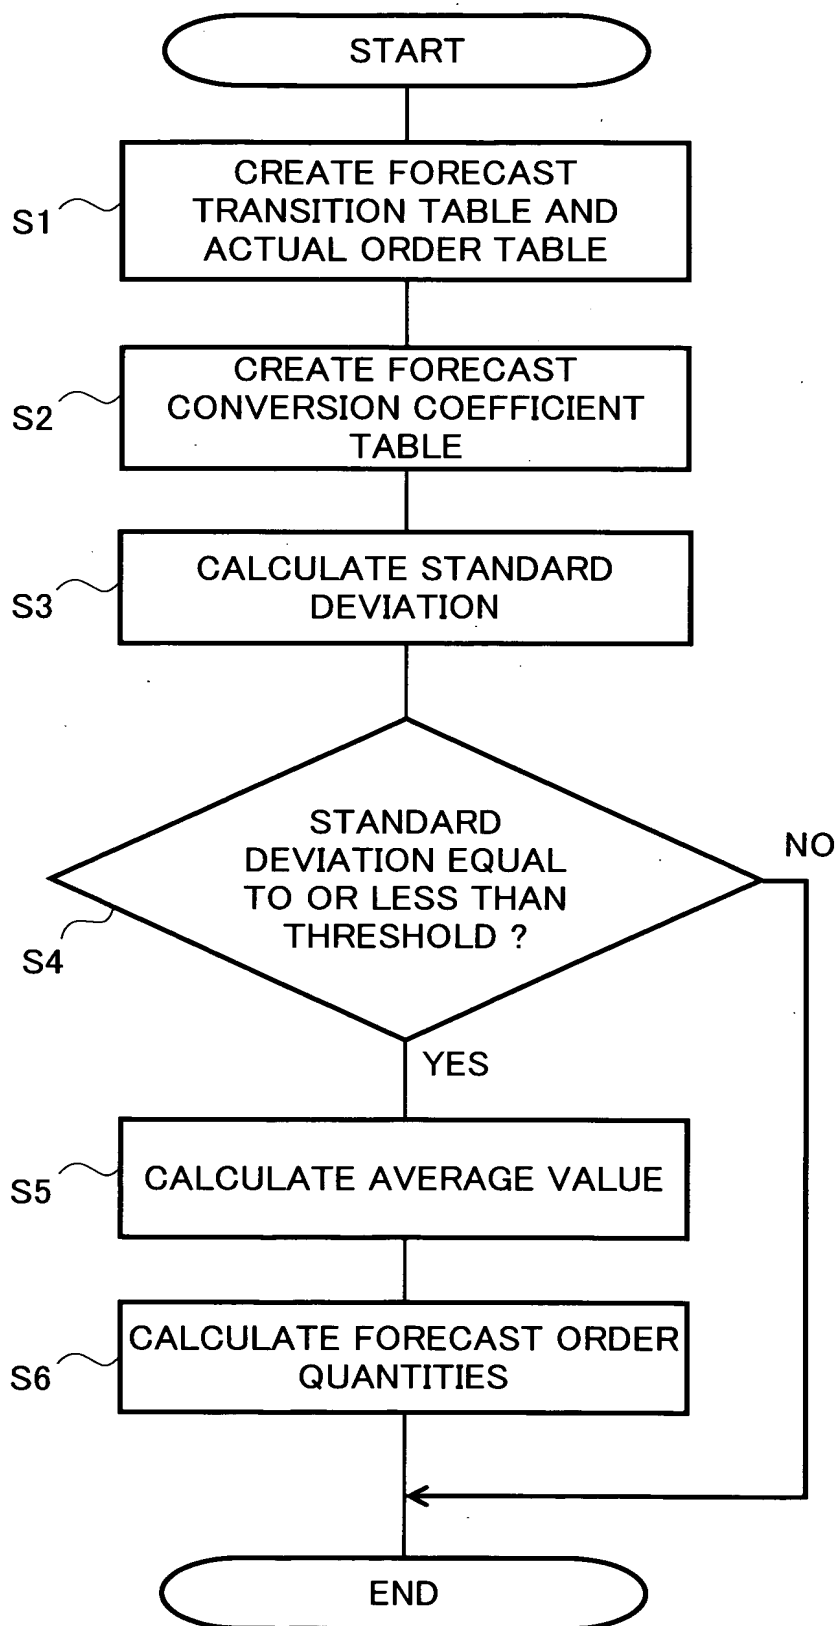 START
S1
CREATE FORECAST
TRANSITION TABLE AND
ACTUAL ORDER TABLE
S2
CREATE FORECAST
CONVERSION COEFFICIENT
TABLE
S3
CALCULATE STANDARD
DEVIATION
S4
STANDARD
DEVIATION EQUAL
TO OR LESS THAN
THRESHOLD ?
NO
YES
S5
CALCULATE AVERAGE VALUE
S6
CALCULATE FORECAST ORDER
QUANTITIES
END